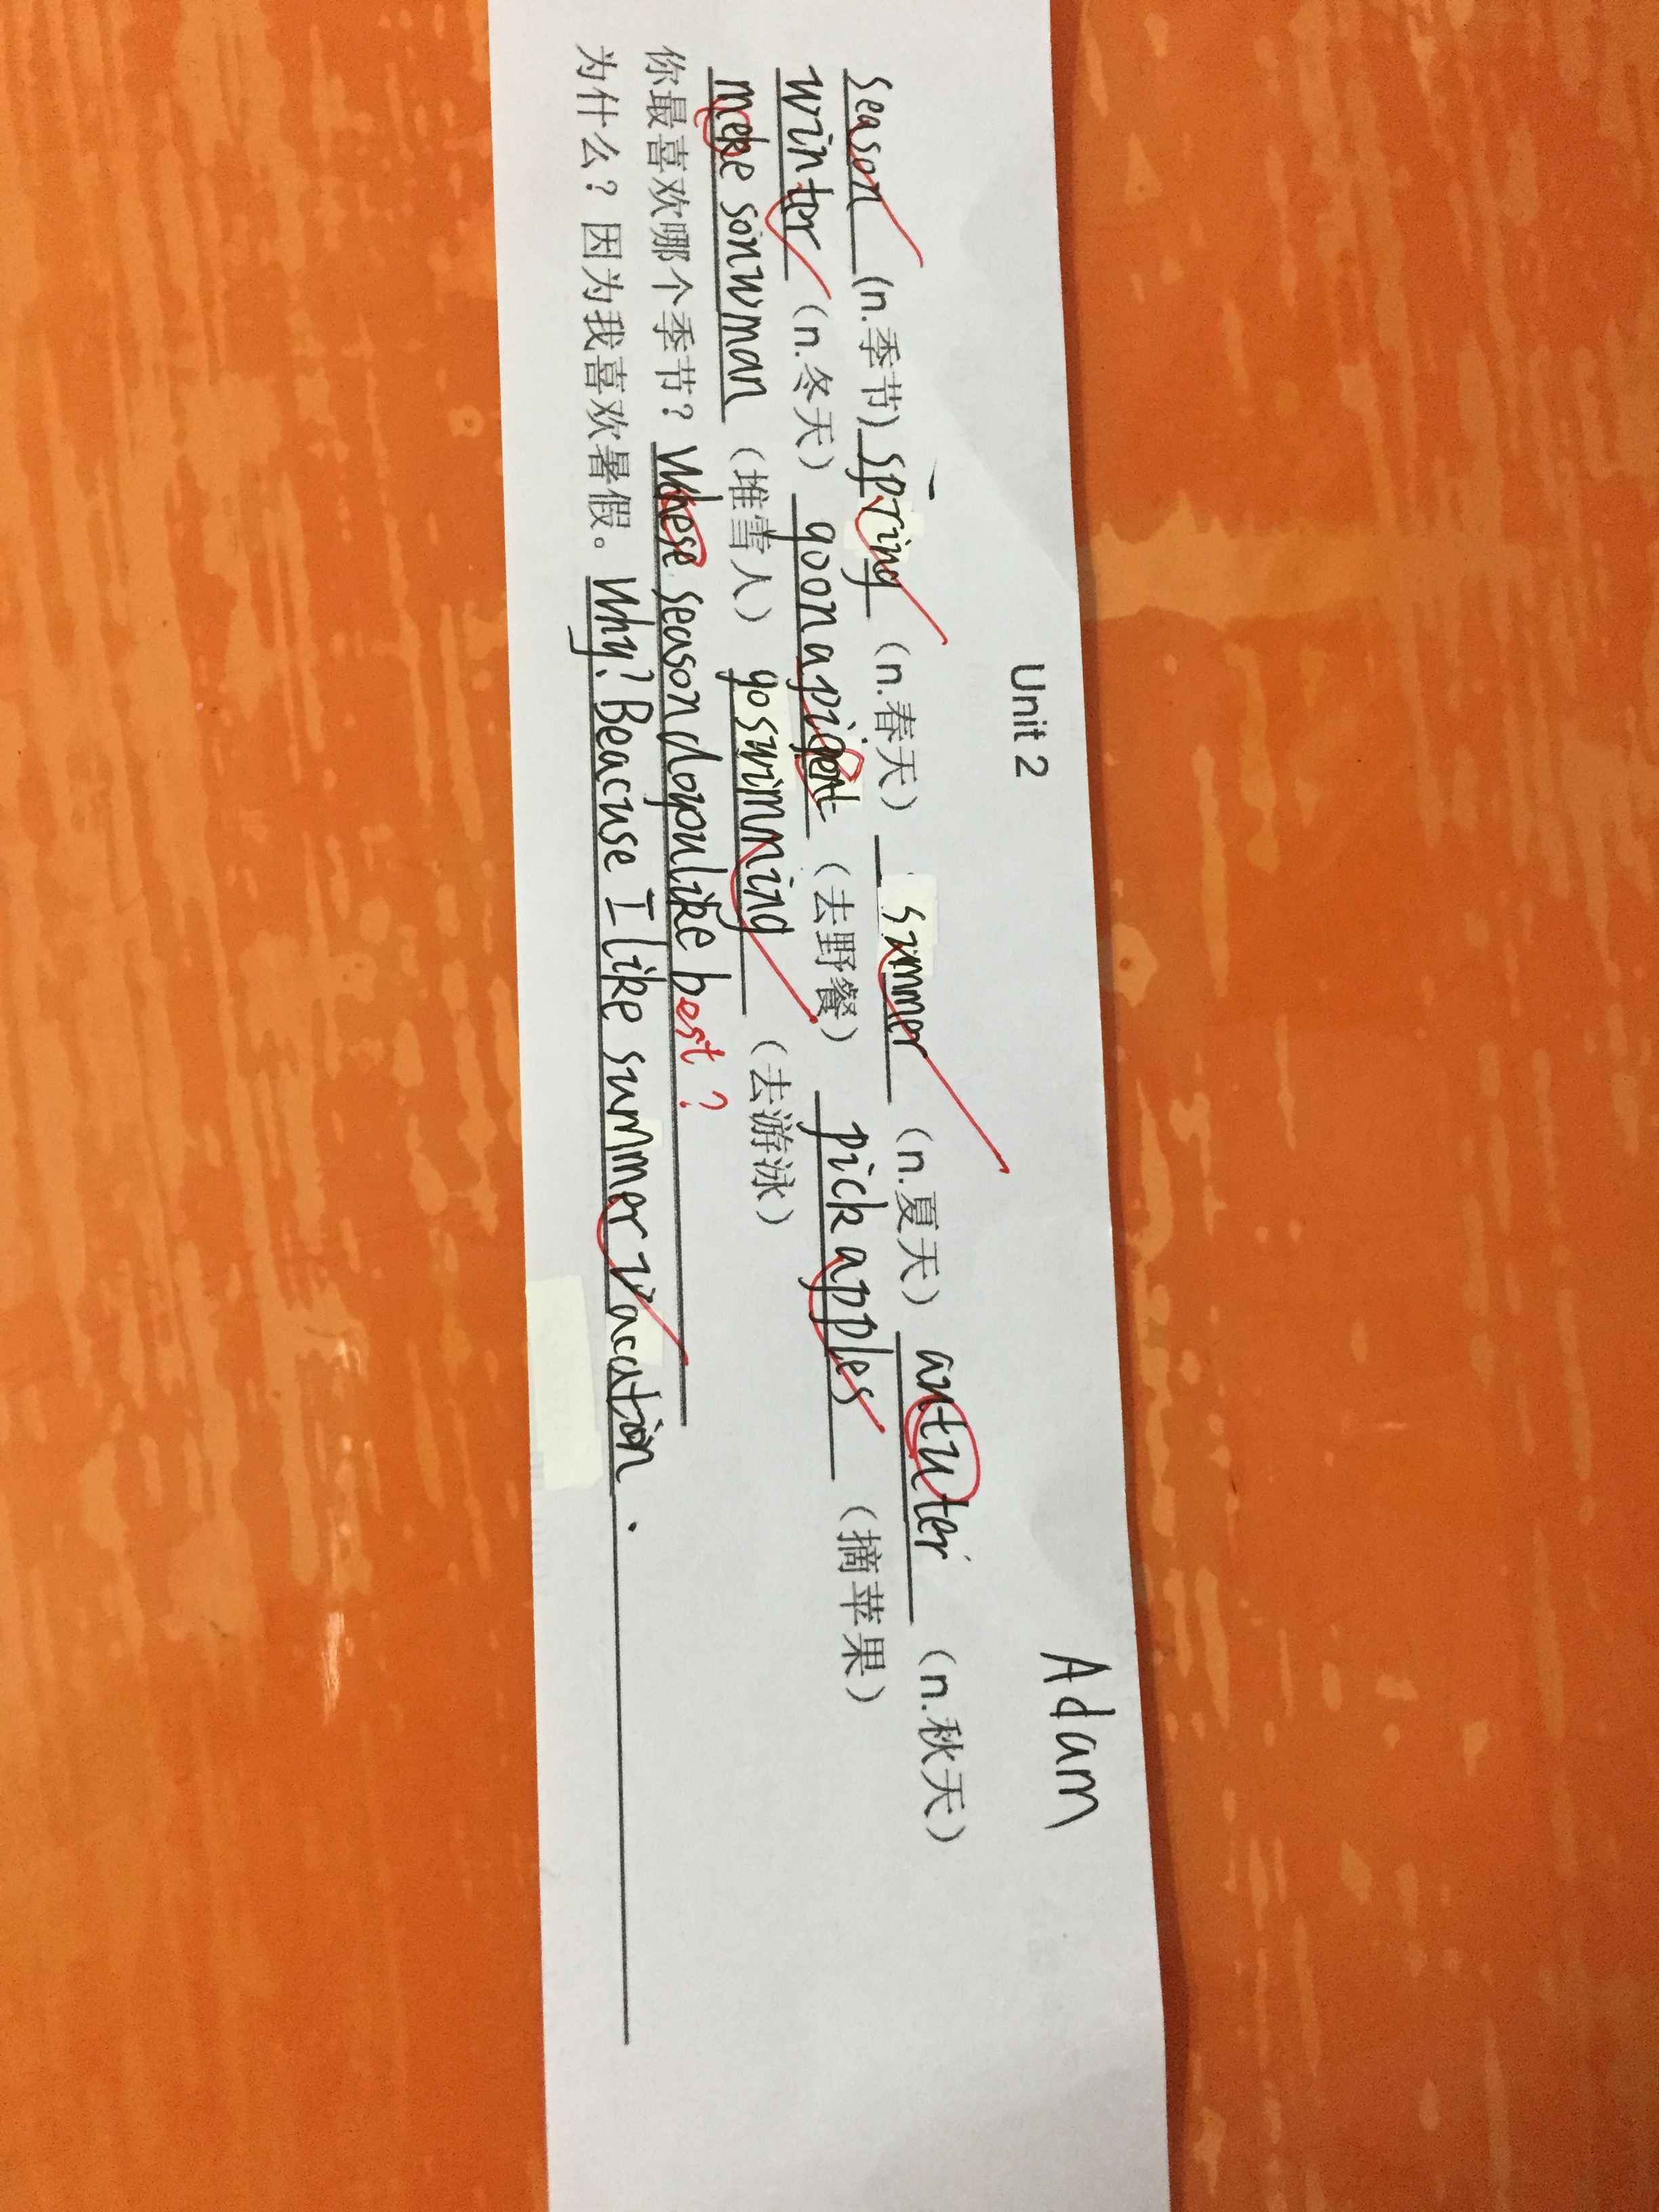 Unit 2 Adam
season (n.季节) spring (n.春天) summer (n.夏天) antuter (n.秋天)
winter (n.冬天) go on a (去野餐) pick apples (摘苹果)
meke sonwman (堆雪人) go swimming (去游泳)
你最喜欢哪个季节? Whese season do you like best ?
为什么? 因为我喜欢暑假。 Why? Beacuse I like summer vacation .